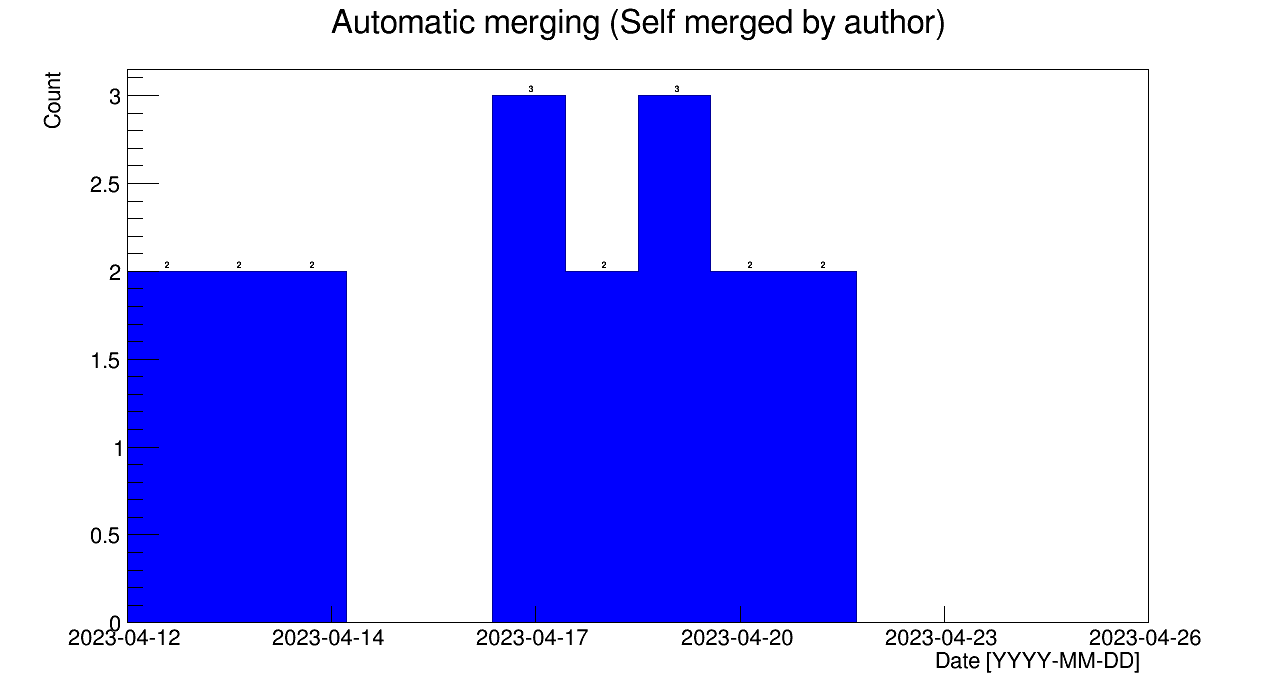 Automatic merging (Self merged by author)
Count
3
2.5
2
1.5
1
0.5
0
2 2 2 3 2 3 2 2
2023-04-12 2023-04-14 2023-04-17 2023-04-20 2023-04-23 2023-04-26
Date [YYYY-MM-DD]